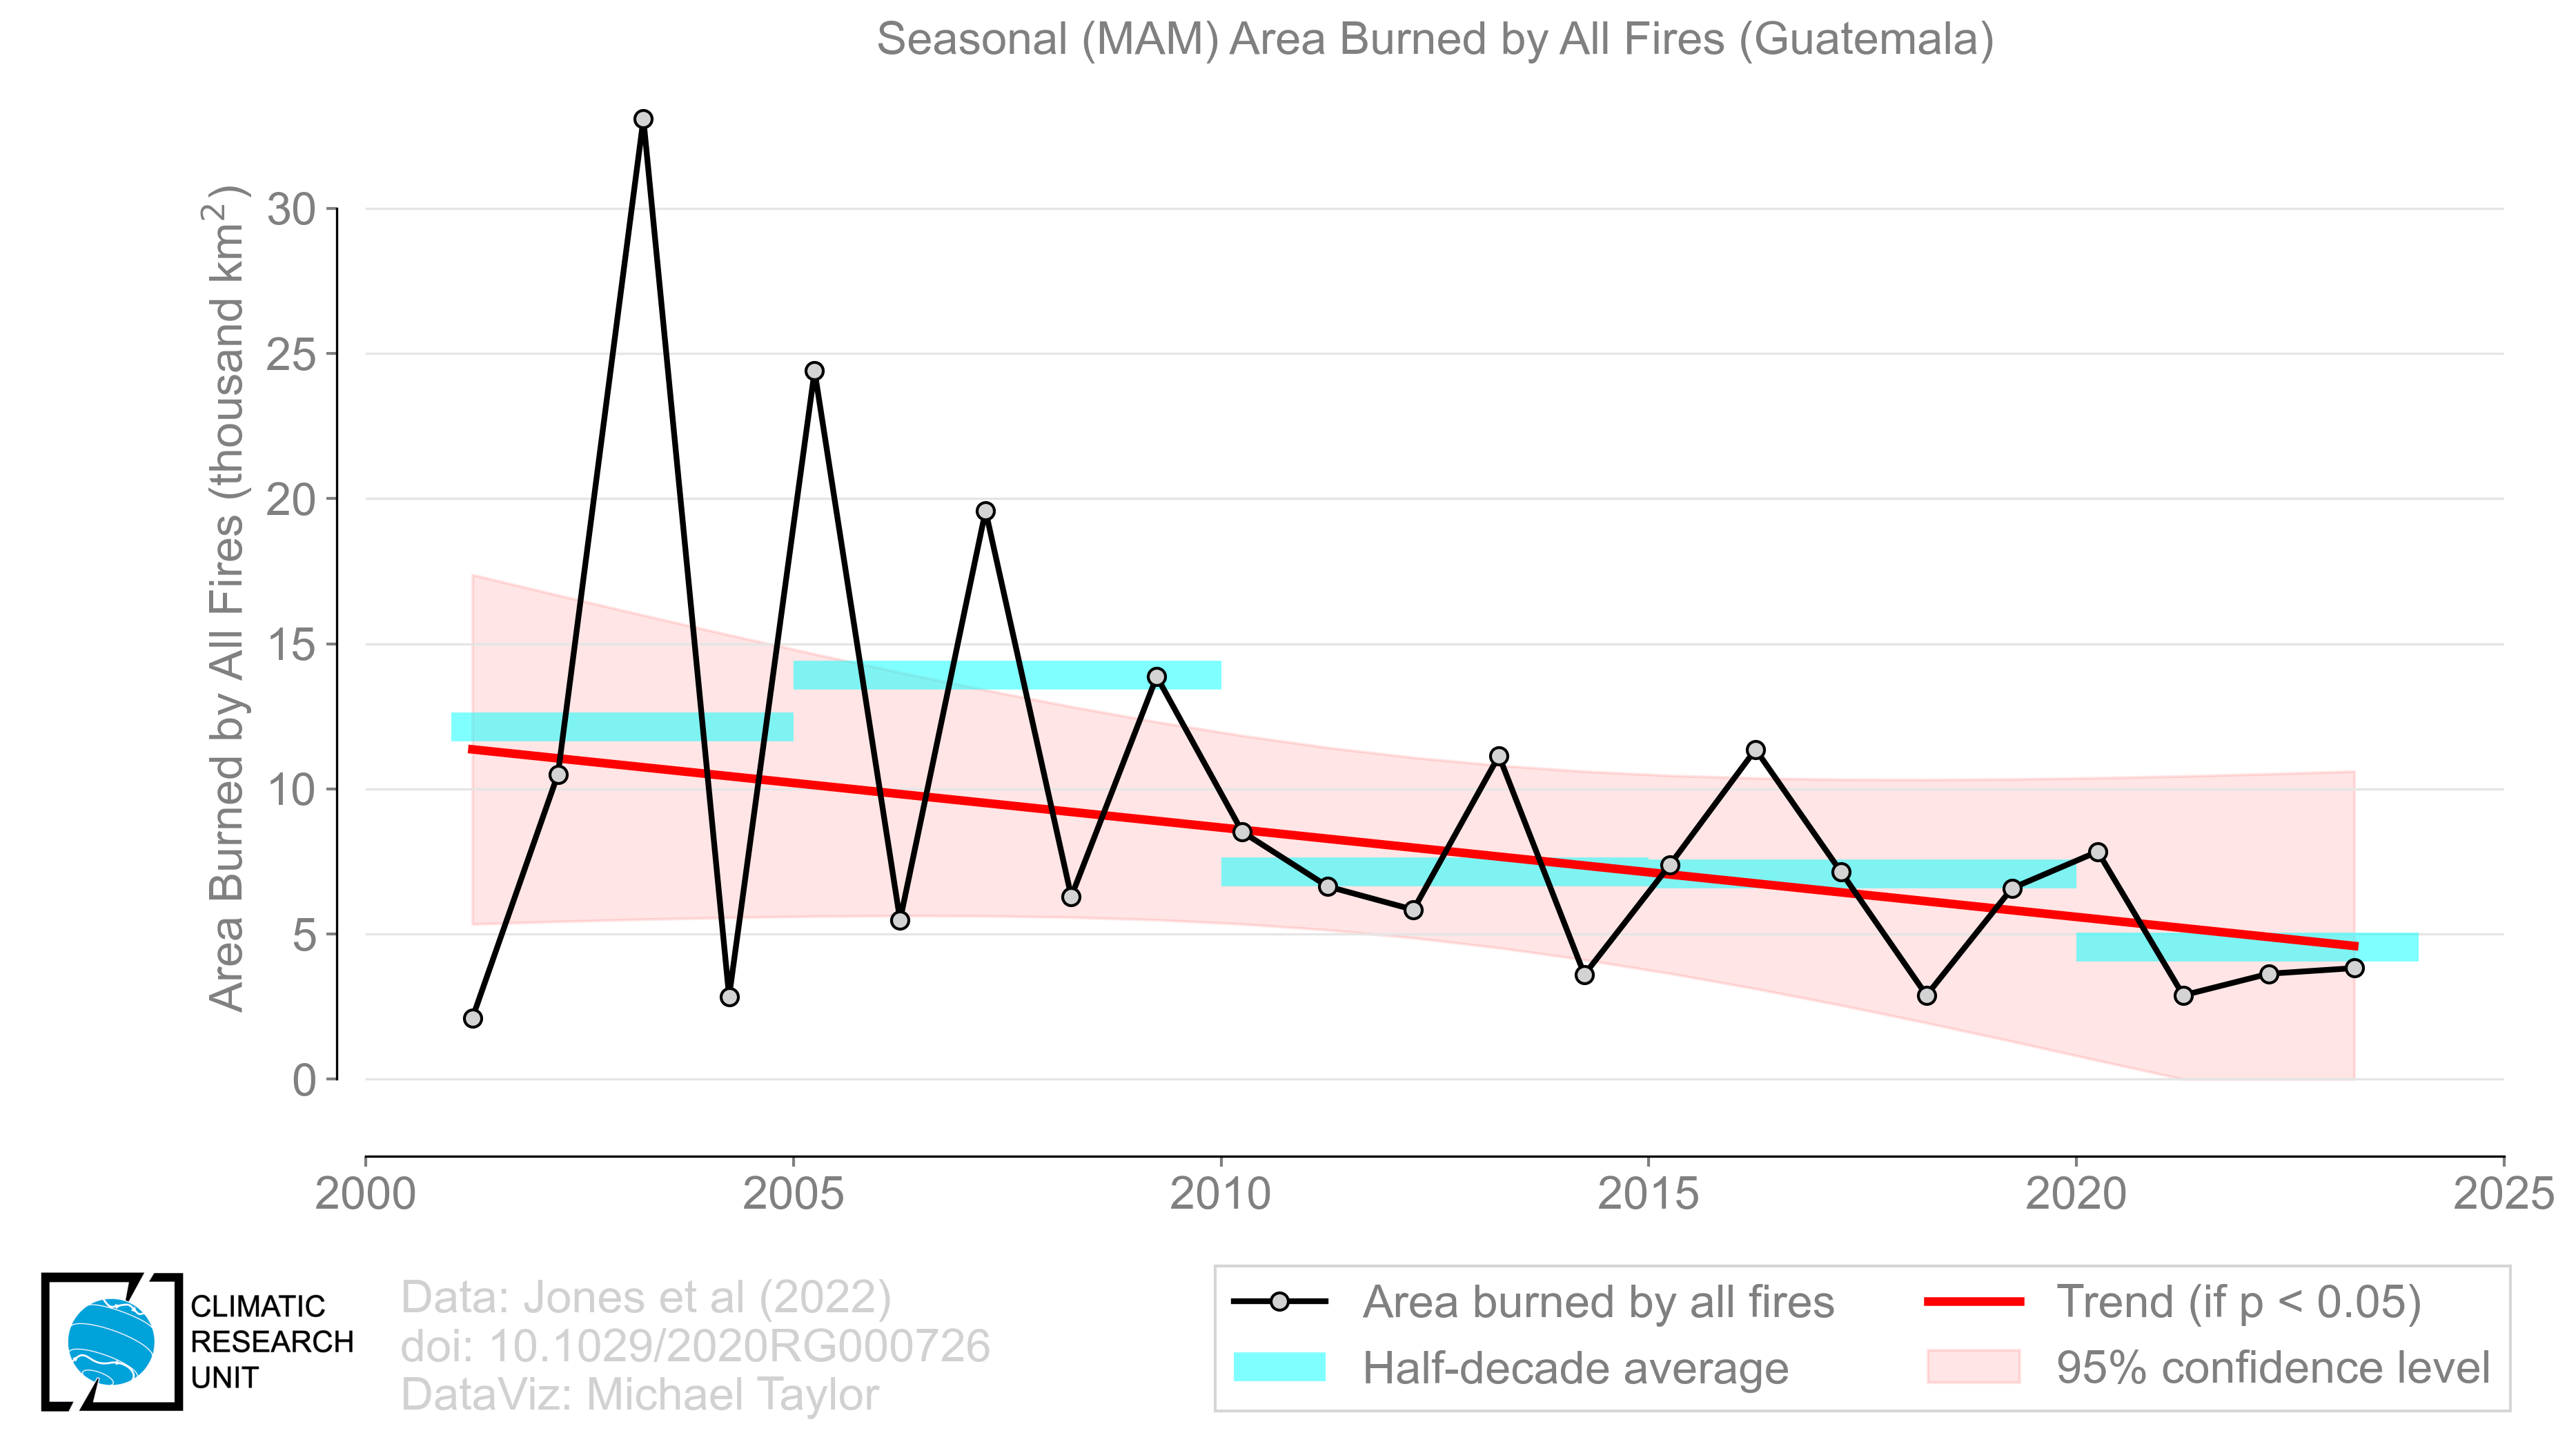 Seasonal (MAM) Area Burned by All Fires (Guatemala)
Area Burned by All Fires (thousand km²)
30
25
20
15
10
5
0
2000 2005 2010 2015 2020 2025
CLIMATIC
RESEARCH
UNIT
Data: Jones et al (2022)
doi: 10.1029/2020RG000726
DataViz: Michael Taylor
Area burned by all fires
Half-decade average
Trend (if p < 0.05)
95% confidence level